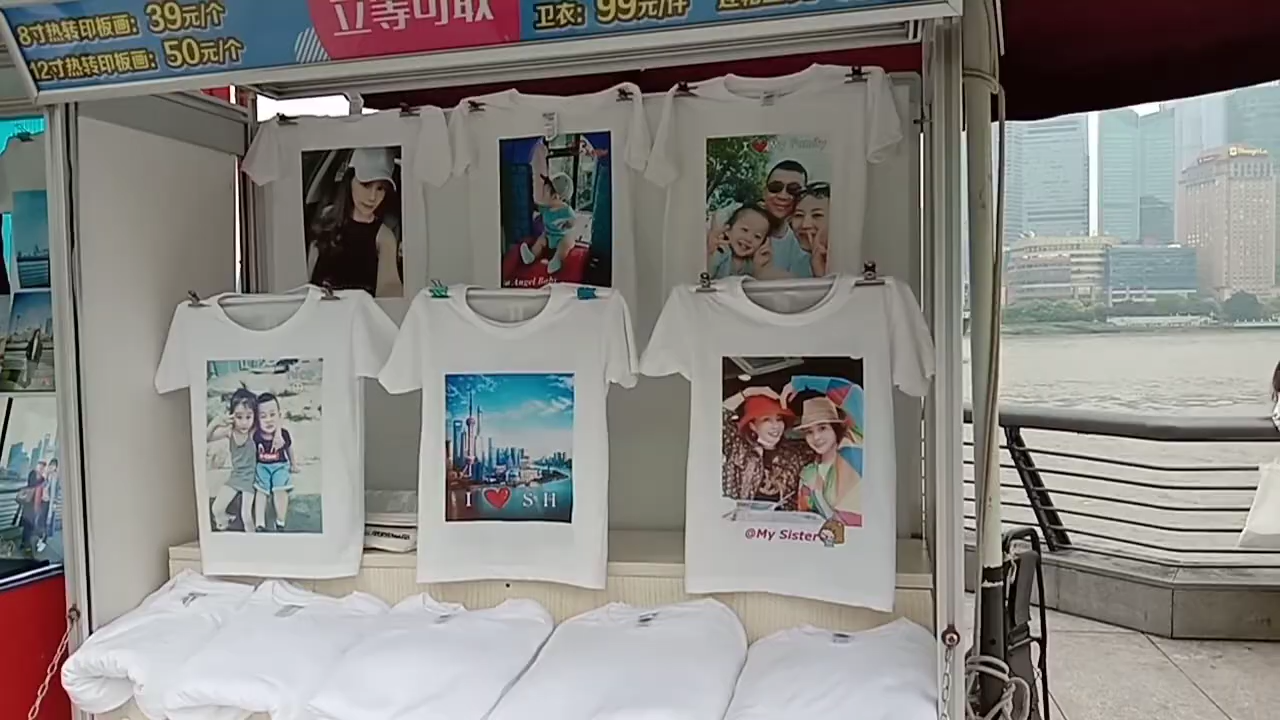 8寸热转印板画: 39元/个
12寸热转印板画: 50元/个
立等可取
卫衣: 99元/件
My Family
Angel Baby
I ❤ SH
@My Sister